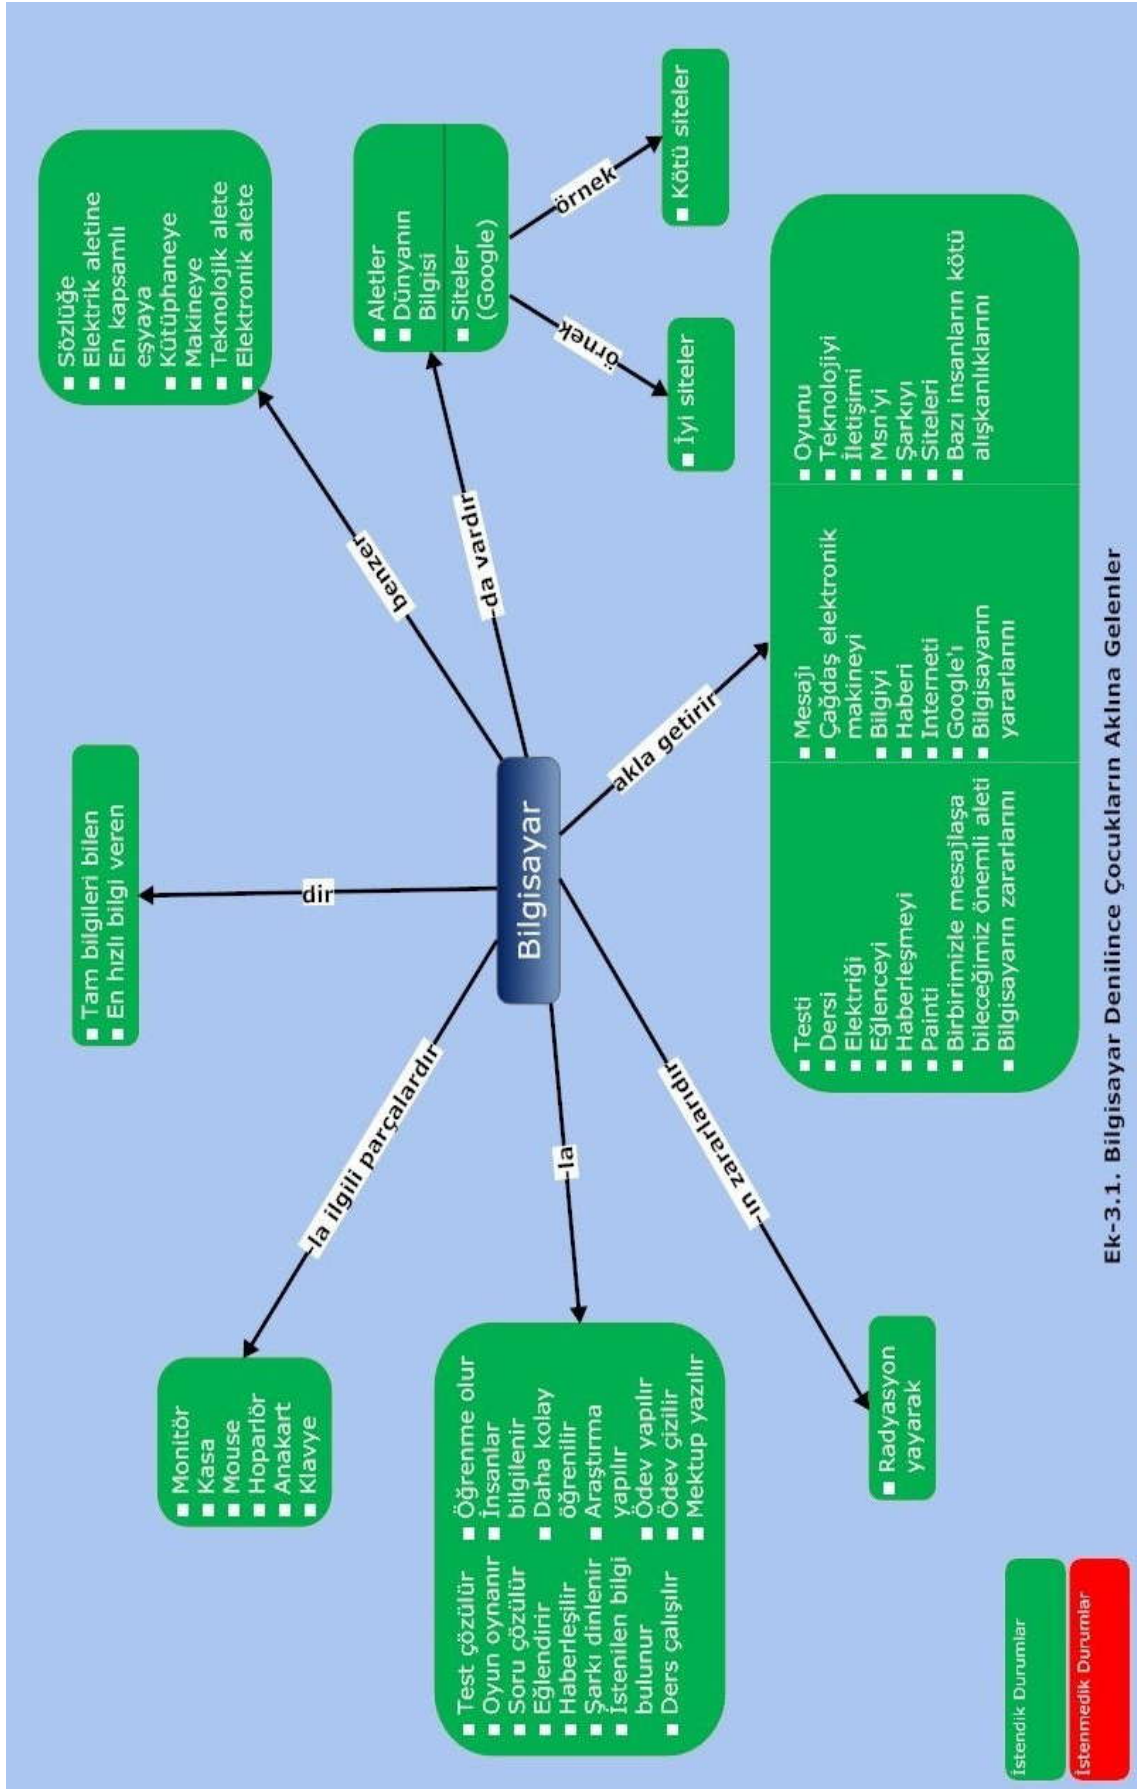 ■ Monitör
■ Kasa
■ Mouse
■ Hoparlör
■ Anakart
■ Klavye
-la ilgili parçalardır
■ Tam bilgileri bilen
■ En hızlı bilgi veren
dir
■ Sözlüğe
■ Elektrik aletine
■ En kapsamlı
eşyaya
■ Kütüphaneye
■ Makineye
■ Teknolojik alete
■ Elektronik alete
benzer
■ Aletler
■ Dünyanın
Bilgisi
■ Siteler
(Google)
-da vardır
örnek
örnek
■ İyi siteler
■ Kötü siteler
Bilgisayar
■ Test çözülür
■ Oyun oynanır
■ Soru çözülür
■ Eğlendirir
■ Haberleşilir
■ Şarkı dinlenir
■ İstenilen bilgi
bulunur
■ Ders çalışılır
■ Öğrenme olur
■ İnsanlar
bilgilenir
■ Daha kolay
öğrenilir
■ Araştırma
yapılır
■ Ödev yapılır
■ Ödev çizilir
■ Mektup yazılır
-la
-ın zararlarıdır
■ Radyasyon
yayarak
akla getirir
■ Testi
■ Dersi
■ Elektriği
■ Eğlenceyi
■ Haberleşmeyi
■ Painti
■ Birbirimizle mesajlaşa
bileceğimiz önemli aleti
■ Bilgisayarın zararlarını
■ Mesajı
■ Çağdaş elektronik
makineyi
■ Bilgiyi
■ Haberi
■ Interneti
■ Google'ı
■ Bilgisayarın
yararlarını
■ Oyunu
■ Teknolojiyi
■ İletişimi
■ Msn'yi
■ Şarkıyı
■ Siteleri
■ Bazı insanların kötü
alışkanlıklarını
İstendik Durumlar
İstenmedik Durumlar
Ek-3.1. Bilgisayar Denilince Çocukların Aklına Gelenler